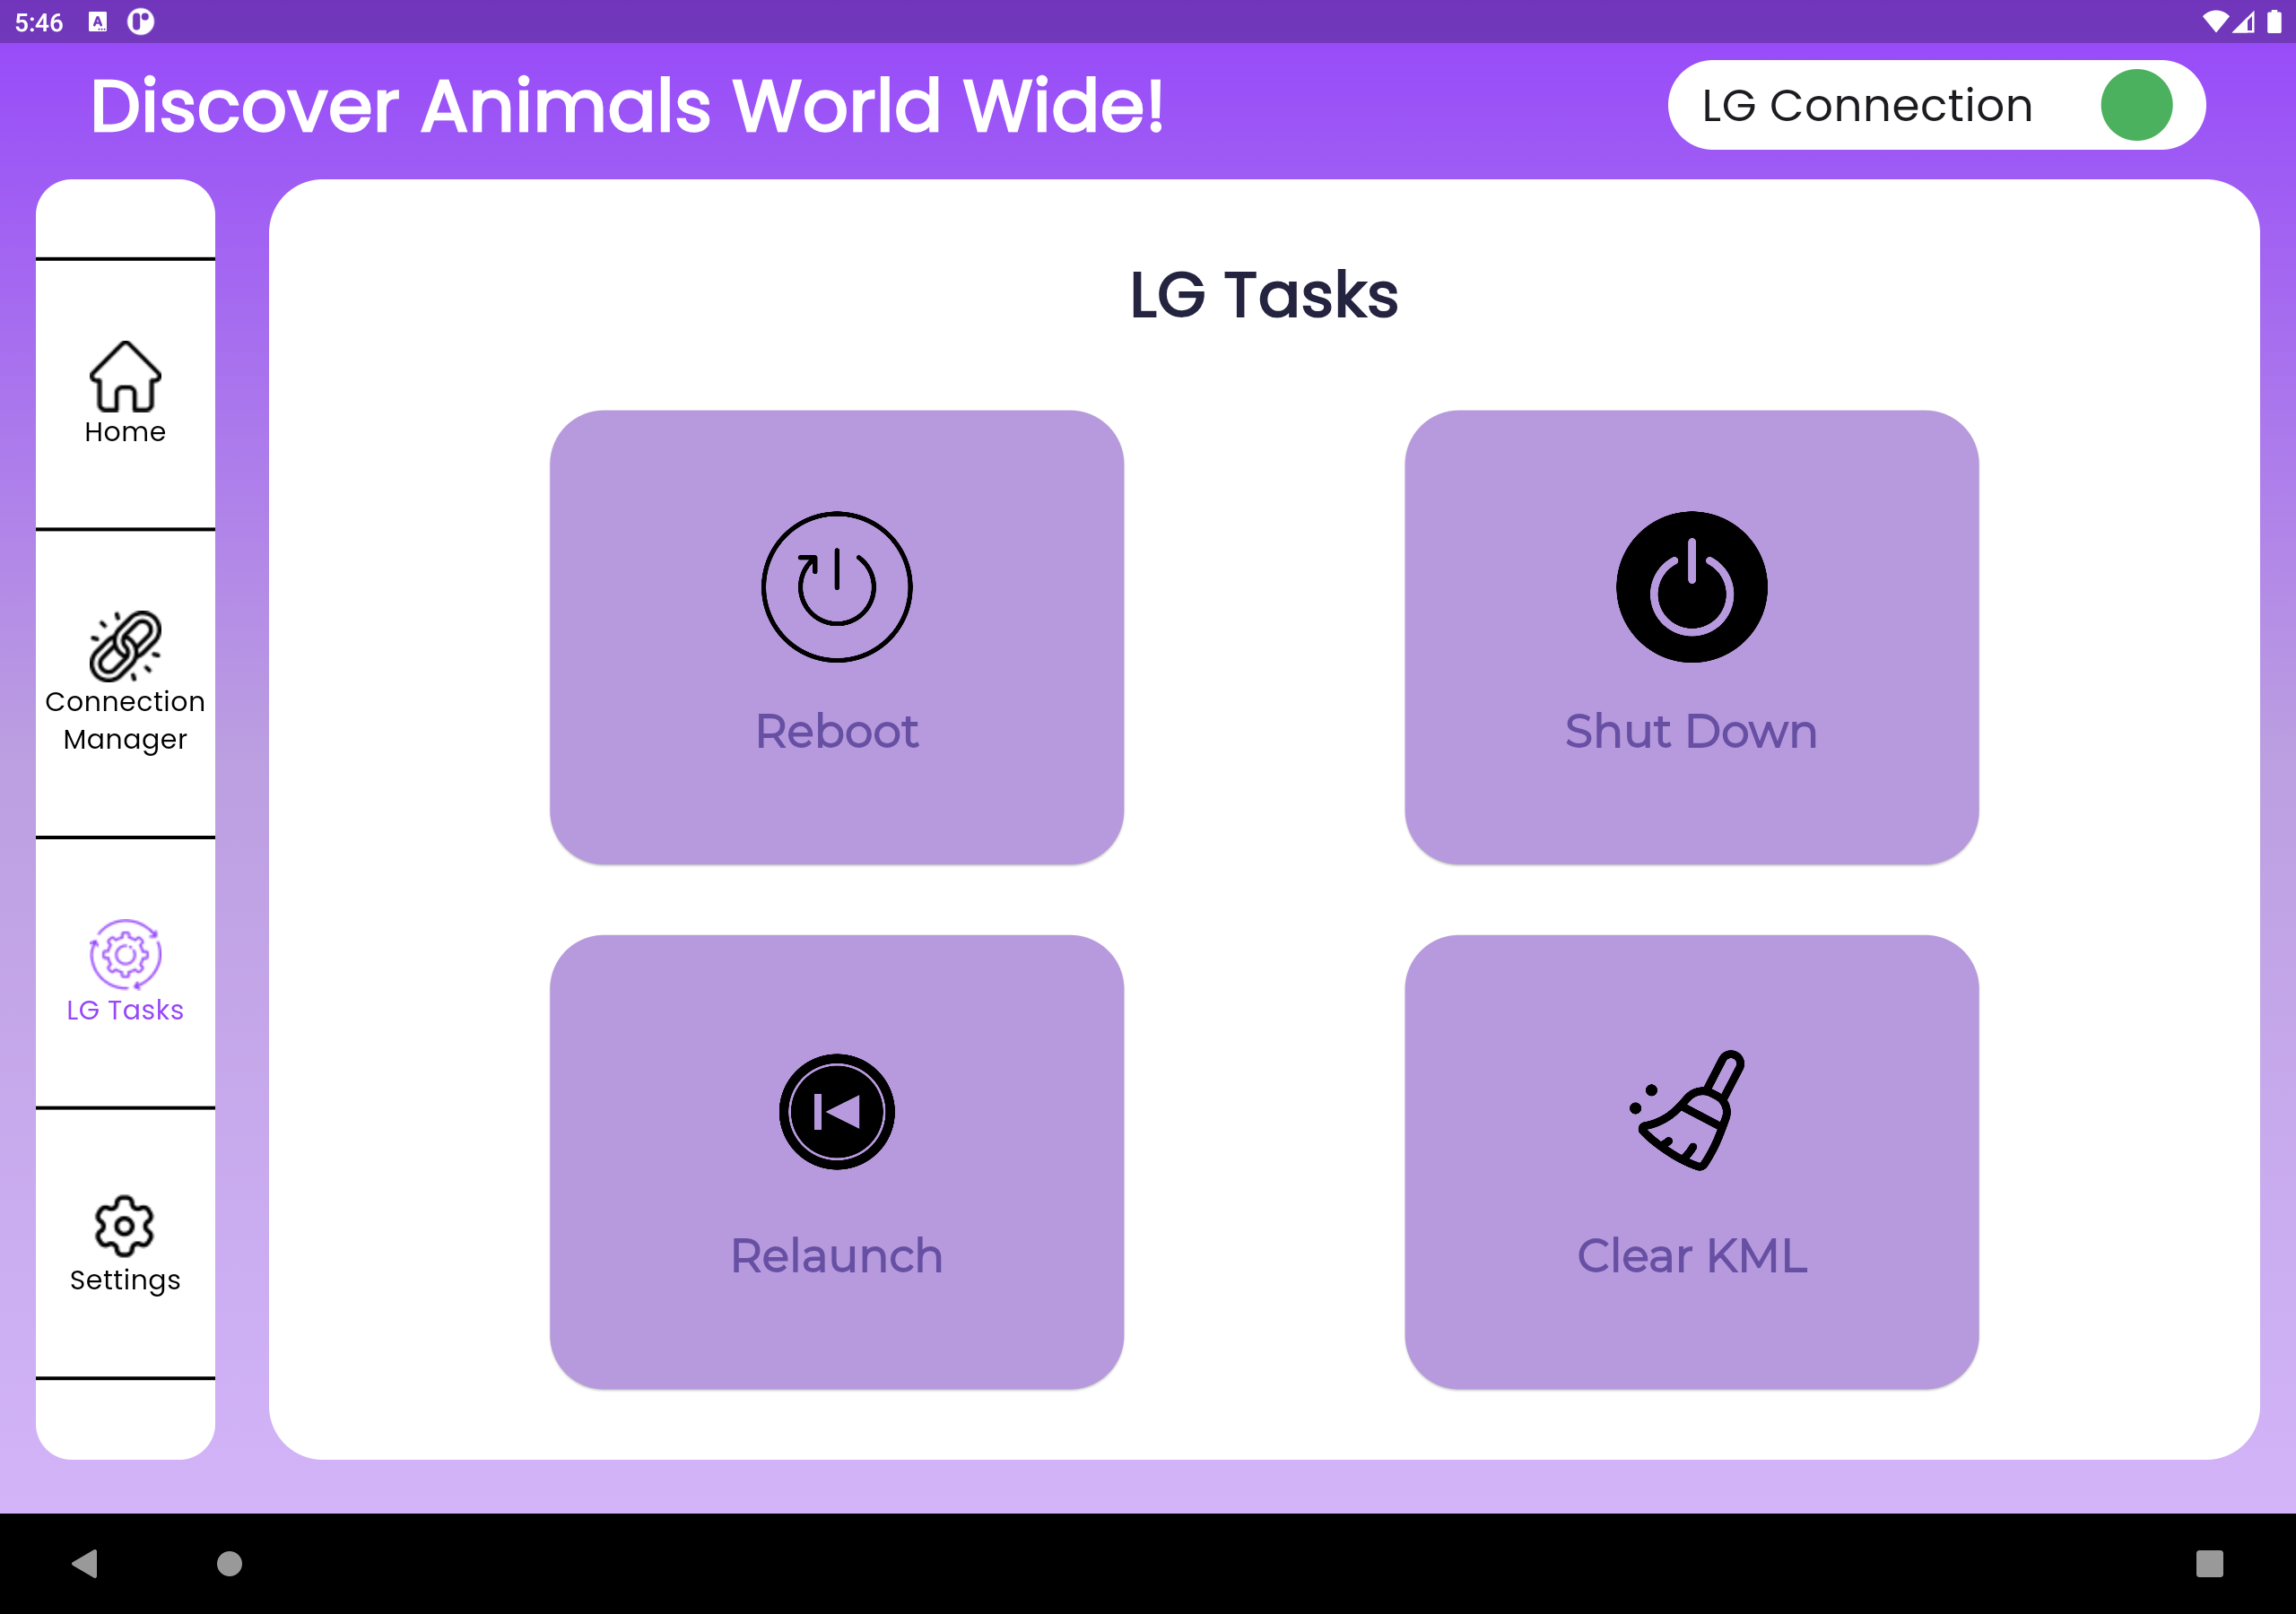 5:46
Discover Animals World Wide!
LG Connection
LG Tasks
Home
Connection
Manager
LG Tasks
Settings
Reboot
Shut Down
Relaunch
Clear KML